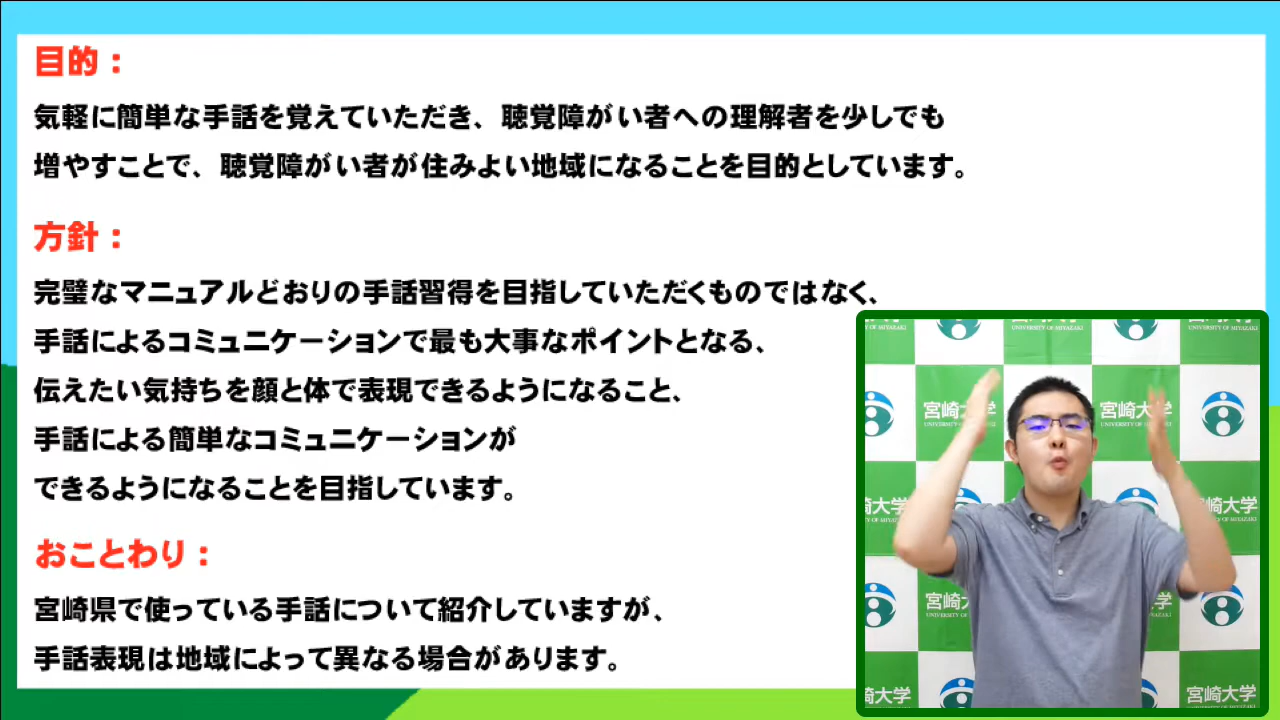 目的：
気軽に簡単な手話を覚えていただき、聴覚障がい者への理解者を少しでも
増やすことで、聴覚障がい者が住みよい地域になることを目的としています。
方針：
完璧なマニュアルどおりの手話習得を目指していただくものではなく、
手話によるコミュニケーションで最も大事なポイントとなる、
伝えたい気持ちを顔と体で表現できるようになること、
手話による簡単なコミュニケーションが
できるようになることを目指しています。
おことわり：
宮崎県で使っている手話について紹介していますが、
手話表現は地域によって異なる場合があります。
UNIVERSITY OF MIYAZAKI
宮崎大学
UNIVERSITY OF MIYAZAKI
宮崎大学